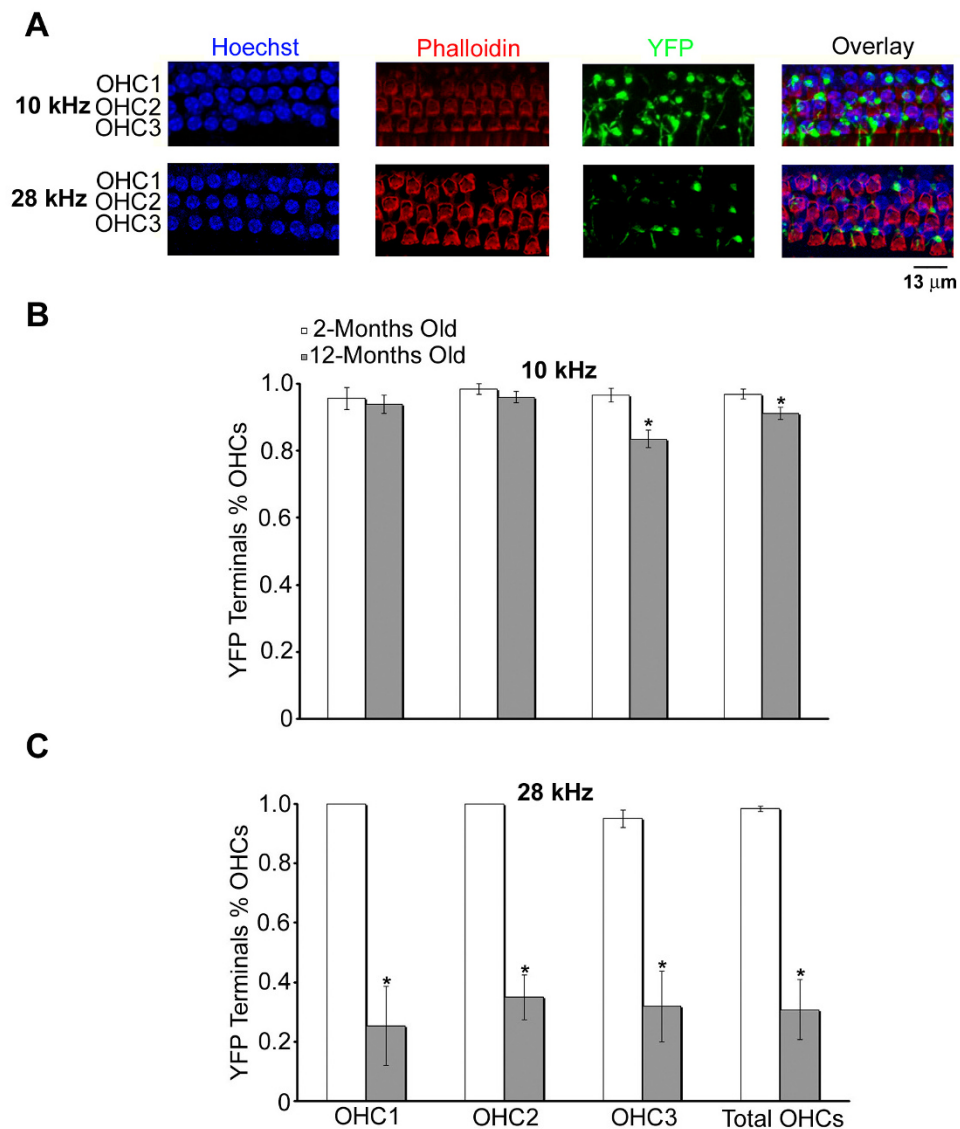 A
Hoechst Phalloidin YFP Overlay
OHC1
10 kHz OHC2
OHC3
OHC1
28 kHz OHC2
OHC3
13 μm
B
2-Months Old
12-Months Old
10 kHz
YFP Terminals % OHCs
1.0
0.8
0.6
0.4
0.2
0
* *
C
28 kHz
YFP Terminals % OHCs
1.0
0.8
0.6
0.4
0.2
0
* * * *
OHC1 OHC2 OHC3 Total OHCs